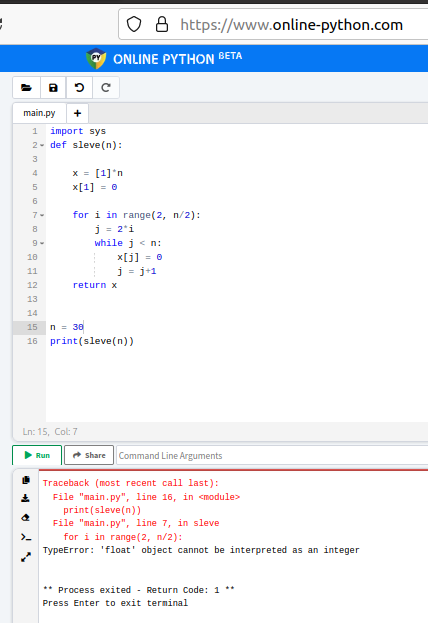 https://www.online-python.com
PY ONLINE PYTHON BETA
main.py +
1 import sys
2 def sleve(n):
3
4     x = [1]*n
5     x[1] = 0
6
7     for i in range(2, n/2):
8         j = 2*i
9         while j < n:
10             x[j] = 0
11             j = j+1
12     return x
13
14
15 n = 30
16 print(sleve(n))
Ln: 15, Col: 7
Run Share Command Line Arguments
Traceback (most recent call last):
  File "main.py", line 16, in <module>
    print(sleve(n))
  File "main.py", line 7, in sleve
    for i in range(2, n/2):
TypeError: 'float' object cannot be interpreted as an integer
** Process exited - Return Code: 1 **
Press Enter to exit terminal